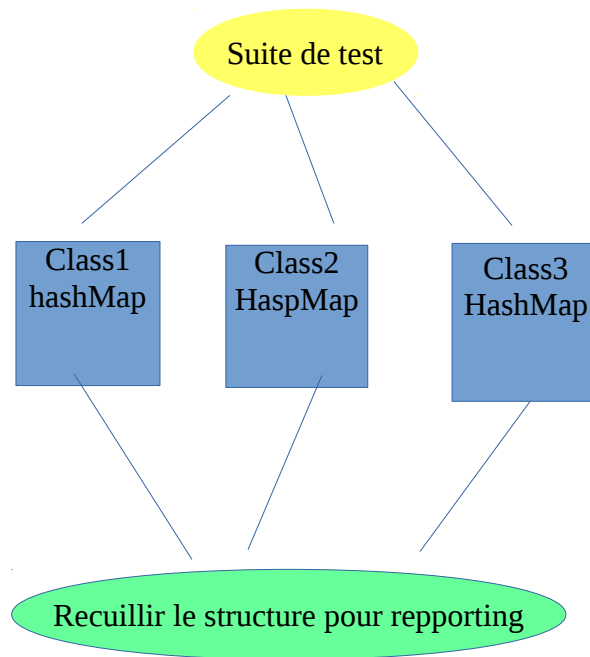 Suite de test
Class1
hashMap
Class2
HaspMap
Class3
HashMap
Recuillir le structure pour repporting